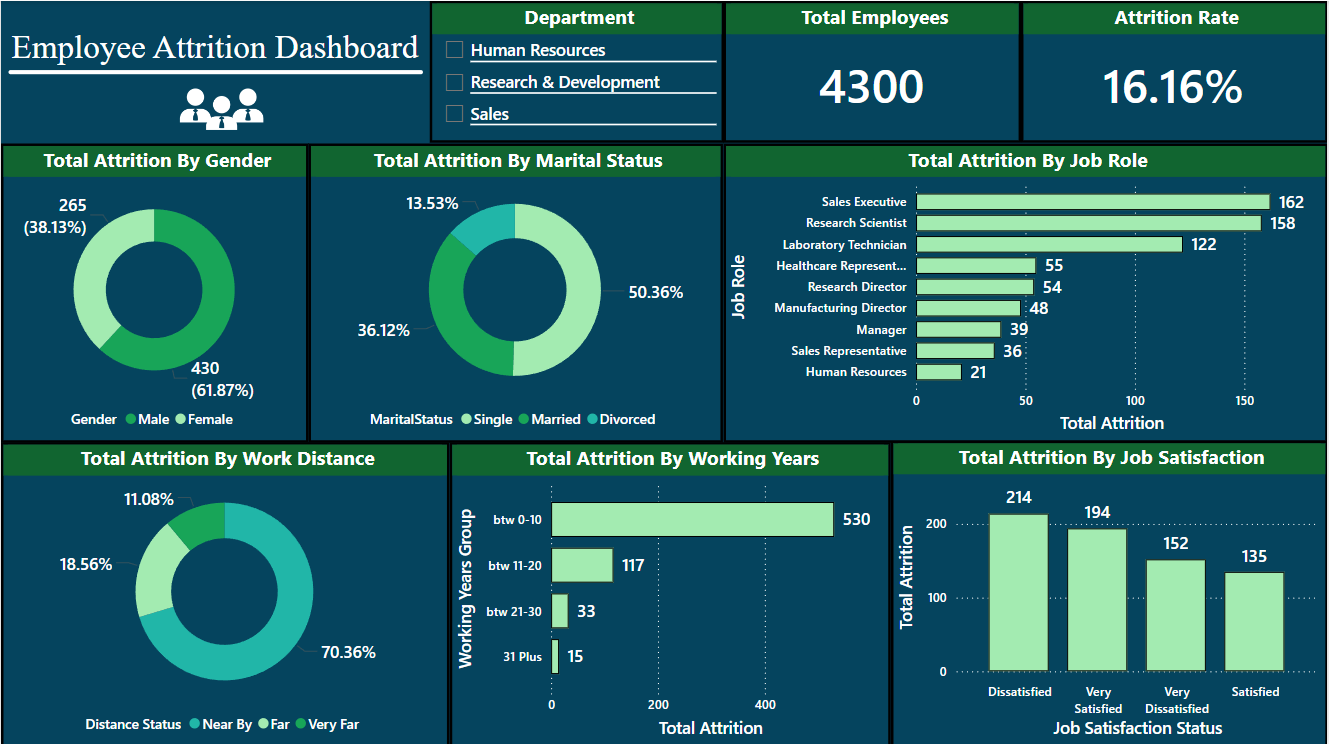 Employee Attrition Dashboard
Department
Human Resources
Research & Development
Sales
Total Employees
4300
Attrition Rate
16.16%
Total Attrition By Gender
265
(38.13%)
430
(61.87%)
Gender Male Female
Total Attrition By Marital Status
13.53%
50.36%
36.12%
MaritalStatus Single Married Divorced
Total Attrition By Job Role
Job Role
Sales Executive 162
Research Scientist 158
Laboratory Technician 122
Healthcare Represent... 55
Research Director 54
Manufacturing Director 48
Manager 39
Sales Representative 36
Human Resources 21
0 50 100 150
Total Attrition
Total Attrition By Work Distance
11.08%
18.56%
70.36%
Distance Status Near By Far Very Far
Total Attrition By Working Years
Working Years Group
btw 0-10 530
btw 11-20 117
btw 21-30 33
31 Plus 15
0 200 400
Total Attrition
Total Attrition By Job Satisfaction
Total Attrition
200
100
0
214
194
152
135
Dissatisfied
Very
Satisfied
Very
Dissatisfied
Satisfied
Job Satisfaction Status